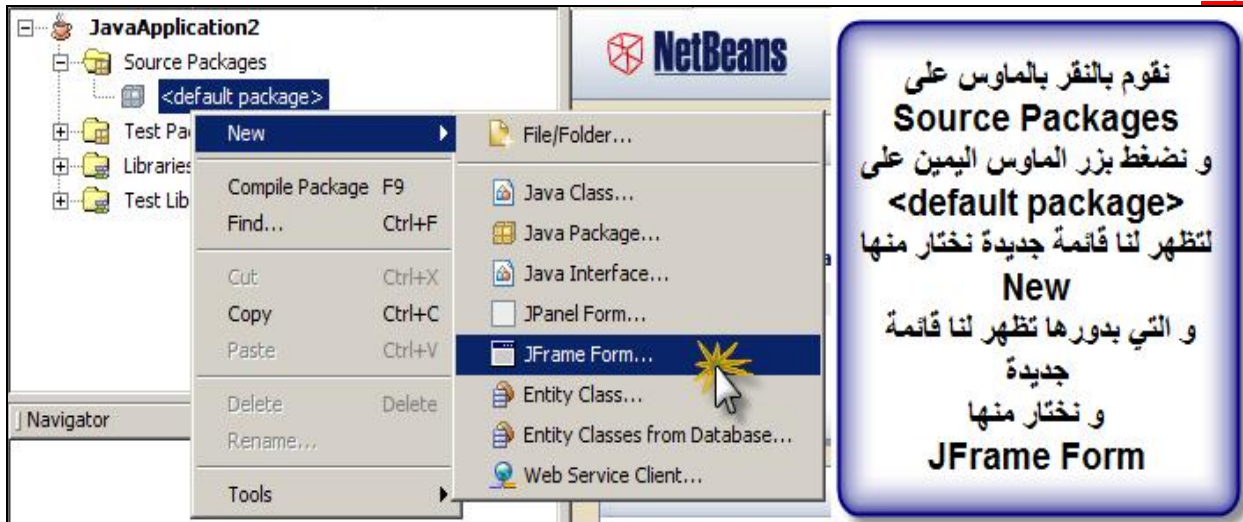 JavaApplication2
Source Packages
<default package>
Test Pa
Libraries
Test Lib
Navigator
New
Compile Package F9
Find... Ctrl+F
Cut Ctrl+X
Copy Ctrl+C
Paste Ctrl+V
Delete Delete
Rename...
Tools
File/Folder...
Java Class...
Java Package...
Java Interface...
JPanel Form...
JFrame Form...
Entity Class...
Entity Classes from Database...
Web Service Client...
NetBeans
نقوم بالنقر بالماوس على
Source Packages
و نضغط بزر الماوس اليمين على
<default package>
لتظهر لنا قائمة جديدة نختار منها
New
و التي بدورها تظهر لنا قائمة
جديدة
و نختار منها
JFrame Form